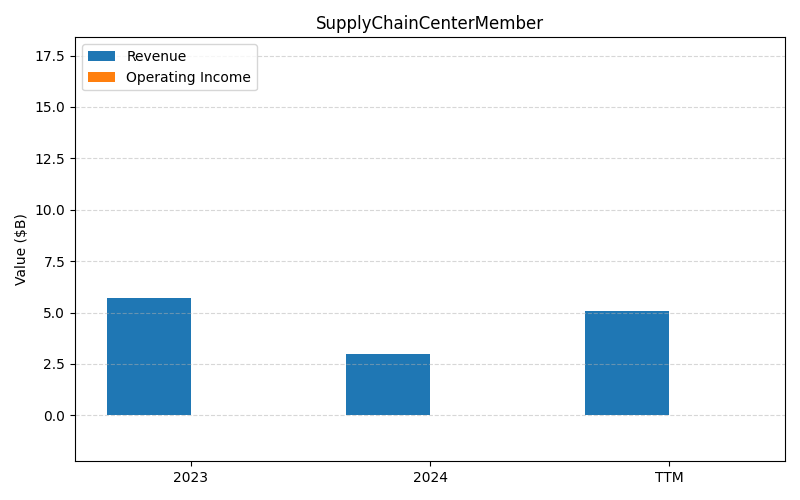 SupplyChainCenterMember
Revenue
Operating Income
Value ($B)
17.5
15.0
12.5
10.0
7.5
5.0
2.5
0.0
2023
2024
TTM